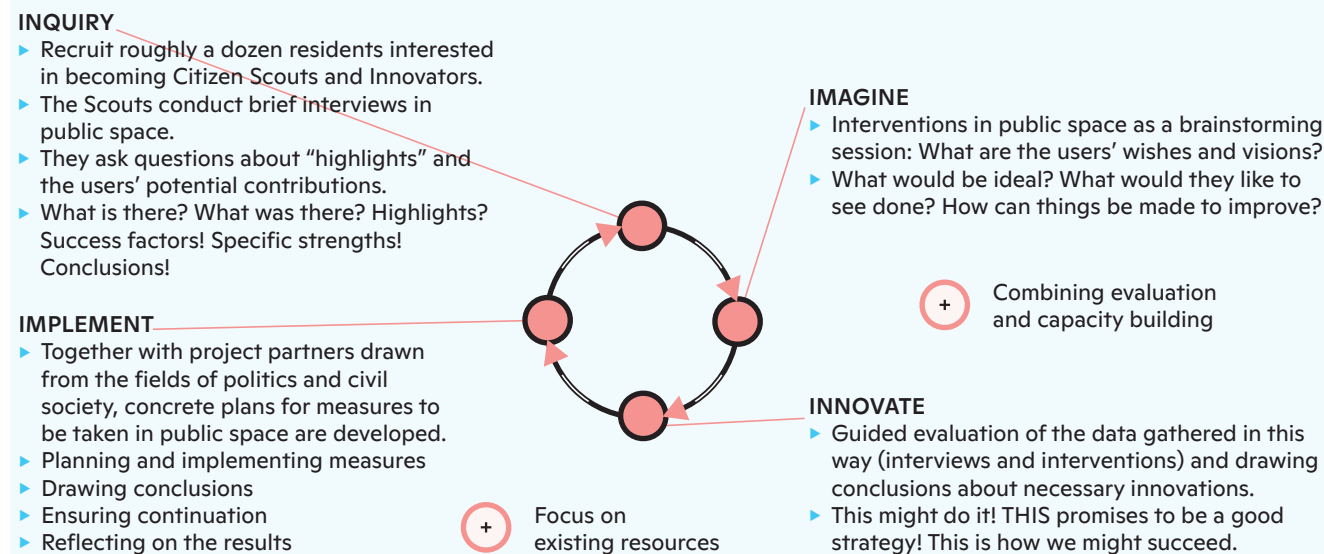 INQUIRY
▸ Recruit roughly a dozen residents interested
in becoming Citizen Scouts and Innovators.
▸ The Scouts conduct brief interviews in
public space.
▸ They ask questions about “highlights” and
the users’ potential contributions.
▸ What is there? What was there? Highlights?
Success factors! Specific strengths!
Conclusions!
IMAGINE
▸ Interventions in public space as a brainstorming
session: What are the users’ wishes and visions?
▸ What would be ideal? What would they like to
see done? How can things be made to improve?
+
Combining evaluation
and capacity building
IMPLEMENT
▸ Together with project partners drawn
from the fields of politics and civil
society, concrete plans for measures to
be taken in public space are developed.
▸ Planning and implementing measures
▸ Drawing conclusions
▸ Ensuring continuation
▸ Reflecting on the results
+
Focus on
existing resources
INNOVATE
▸ Guided evaluation of the data gathered in this
way (interviews and interventions) and drawing
conclusions about necessary innovations.
▸ This might do it! THIS promises to be a good
strategy! This is how we might succeed.